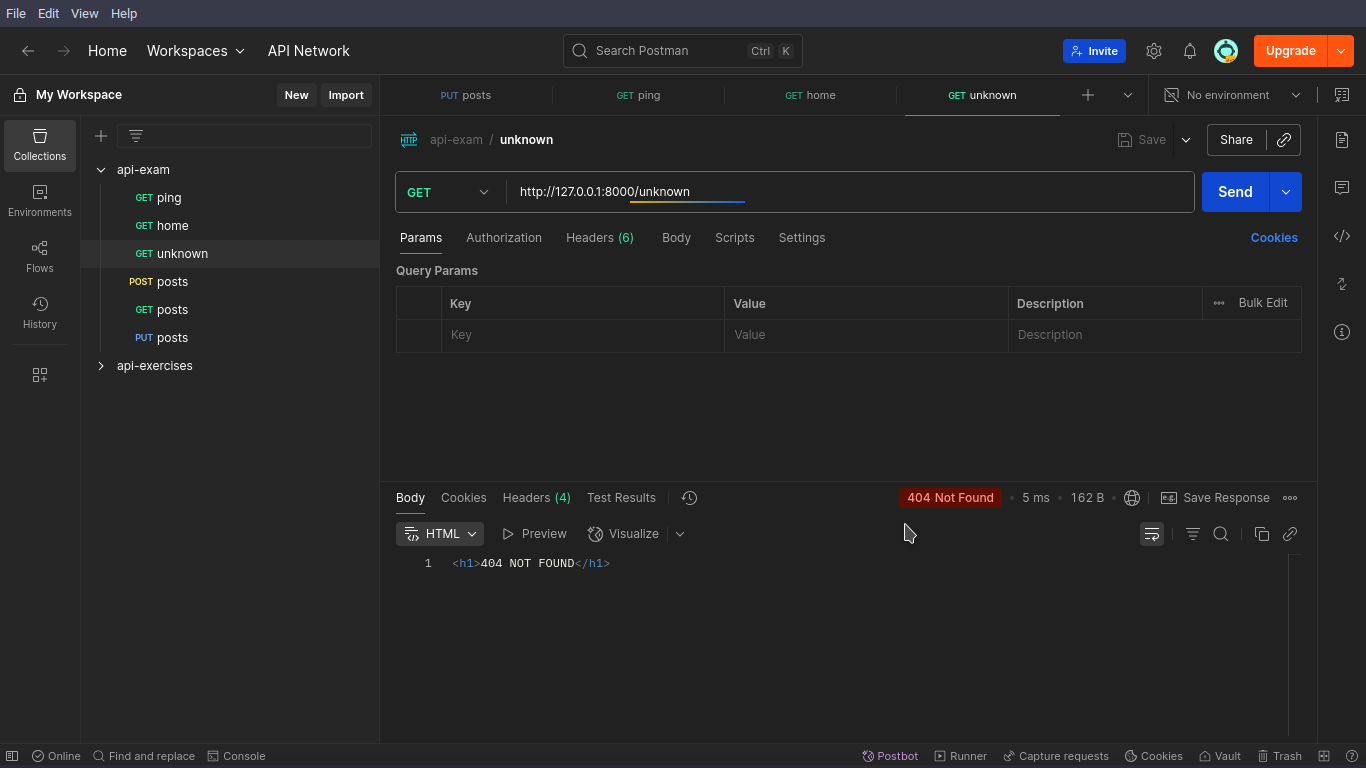 File Edit View Help
Home Workspaces API Network Search Postman Ctrl K Invite Upgrade
My Workspace New Import PUT posts GET ping GET home GET unknown No environment
Collections
Environments
Flows
History
api-exam
GET ping
GET home
GET unknown
POST posts
GET posts
PUT posts
api-exercises
HTTP api-exam / unknown Save Share
GET http://127.0.0.1:8000/unknown Send
Params Authorization Headers (6) Body Scripts Settings Cookies
Query Params
Key Value Description Bulk Edit
Key Value Description
Body Cookies Headers (4) Test Results 404 Not Found 5 ms 162 B e.g. Save Response
HTML Preview Visualize
1 <h1>404 NOT FOUND</h1>
Online Find and replace Console Postbot Runner Capture requests Cookies Vault Trash